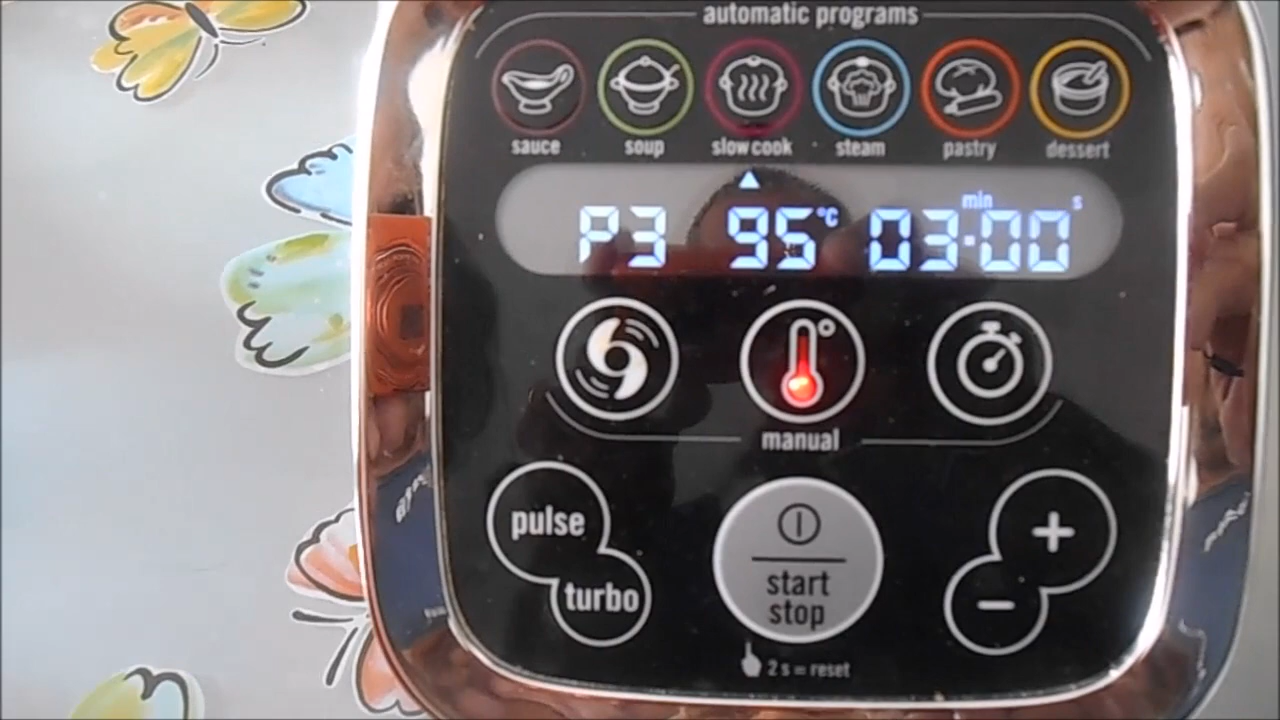 automatic programs
sauce soup slow cook steam pastry dessert
min s
P3 95°C 03:00
manual
pulse
turbo
start
stop
+
-
2 s = reset